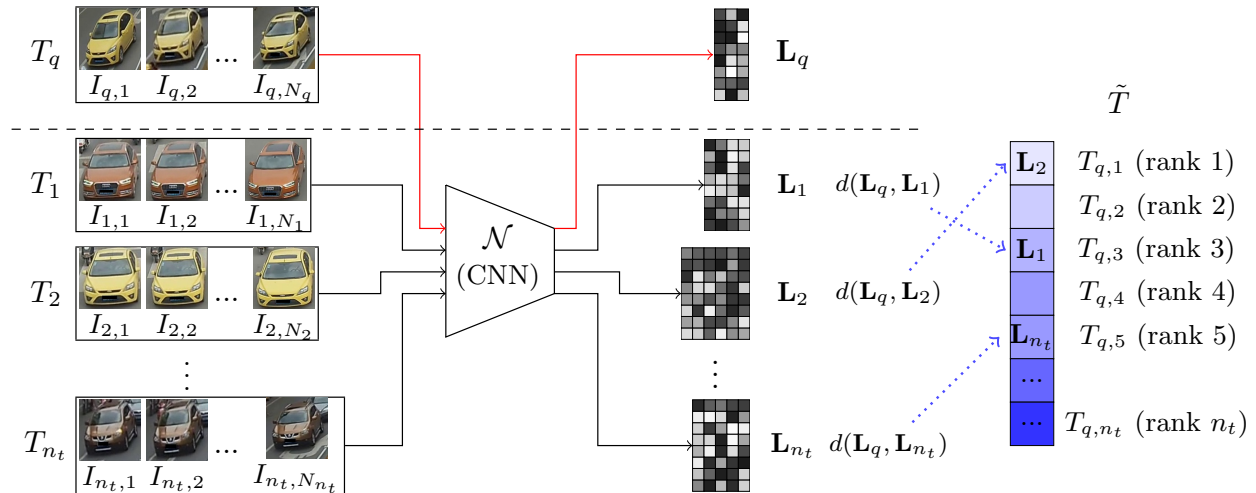 T_q
I_{q,1} I_{q,2} ... I_{q,N_q}
L_q
T̃
T_1
I_{1,1} I_{1,2} ... I_{1,N_1}
L_1 d(L_q, L_1)
T_2
I_{2,1} I_{2,2} ... I_{2,N_2}
L_2 d(L_q, L_2)
⋮
T_{n_t}
I_{n_t,1} I_{n_t,2} ... I_{n_t,N_{n_t}}
𝒩
(CNN)
⋮
L_{n_t} d(L_q, L_{n_t})
L_2 T_{q,1} (rank 1)
T_{q,2} (rank 2)
L_1 T_{q,3} (rank 3)
T_{q,4} (rank 4)
L_{n_t} T_{q,5} (rank 5)
...
... T_{q,n_t} (rank n_t)